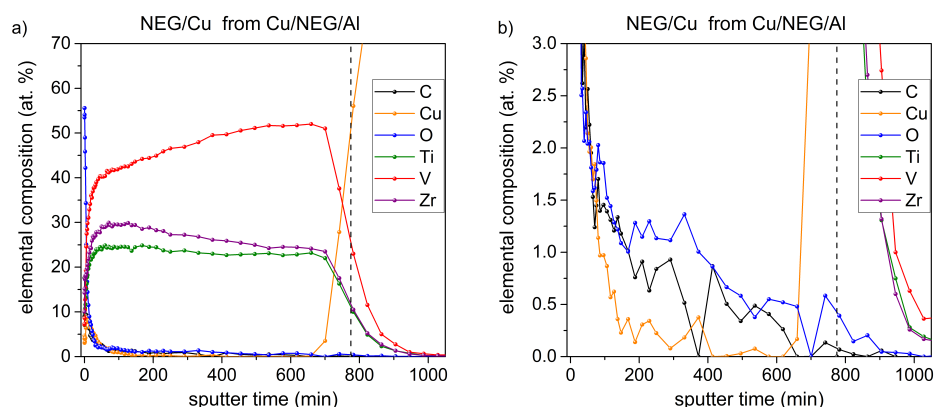 a)
NEG/Cu from Cu/NEG/Al
elemental composition (at. %)
70
60
50
40
30
20
10
0
C
Cu
O
Ti
V
Zr
0 200 400 600 800 1000
sputter time (min)
b)
NEG/Cu from Cu/NEG/Al
elemental composition (at. %)
3.0
2.5
2.0
1.5
1.0
0.5
0.0
C
Cu
O
Ti
V
Zr
0 200 400 600 800 1000
sputter time (min)